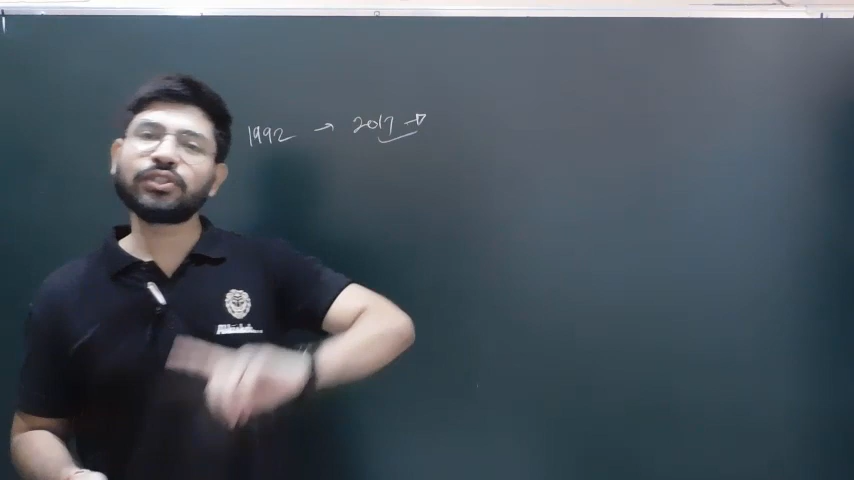 1992 → 2017 →